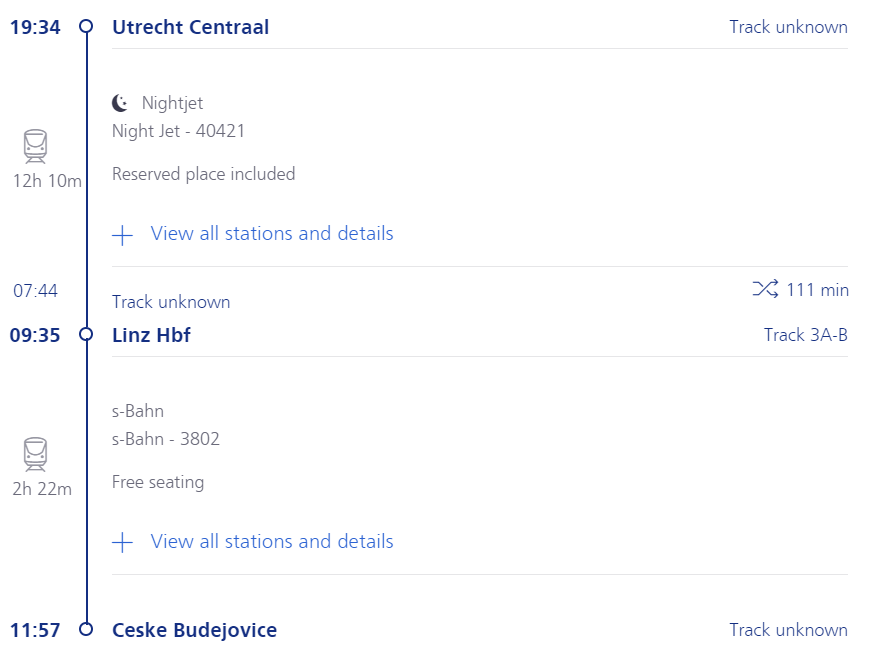 19:34 Utrecht Centraal Track unknown
Nightjet
Night Jet - 40421
12h 10m Reserved place included
View all stations and details
07:44 Track unknown 111 min
09:35 Linz Hbf Track 3A-B
s-Bahn
s-Bahn - 3802
2h 22m Free seating
View all stations and details
11:57 Ceske Budejovice Track unknown